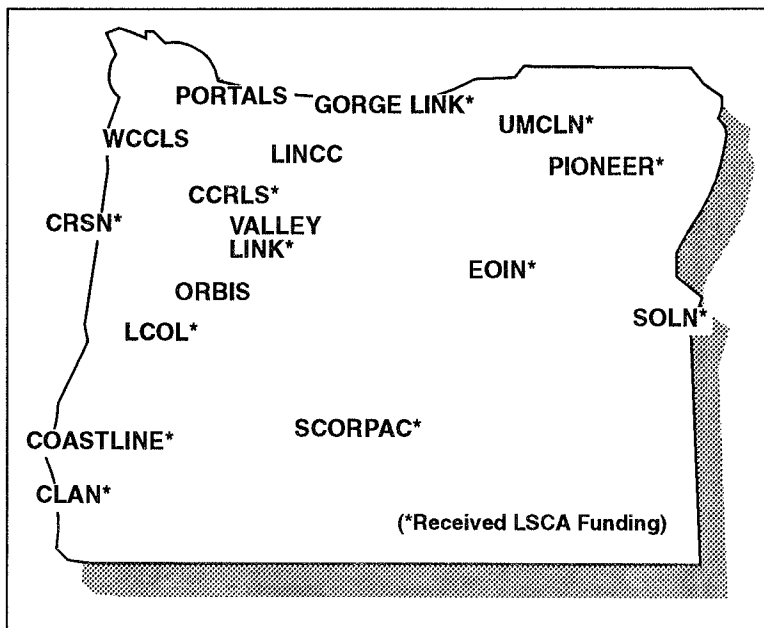 PORTALS
GORGE LINK*
UMCLN*
WCCLS
LINCC
PIONEER*
CCRLS*
CRSN*
VALLEY
LINK*
EOIN*
ORBIS
SOLN*
LCOL*
SCORPAC*
COASTLINE*
CLAN*
(*Received LSCA Funding)